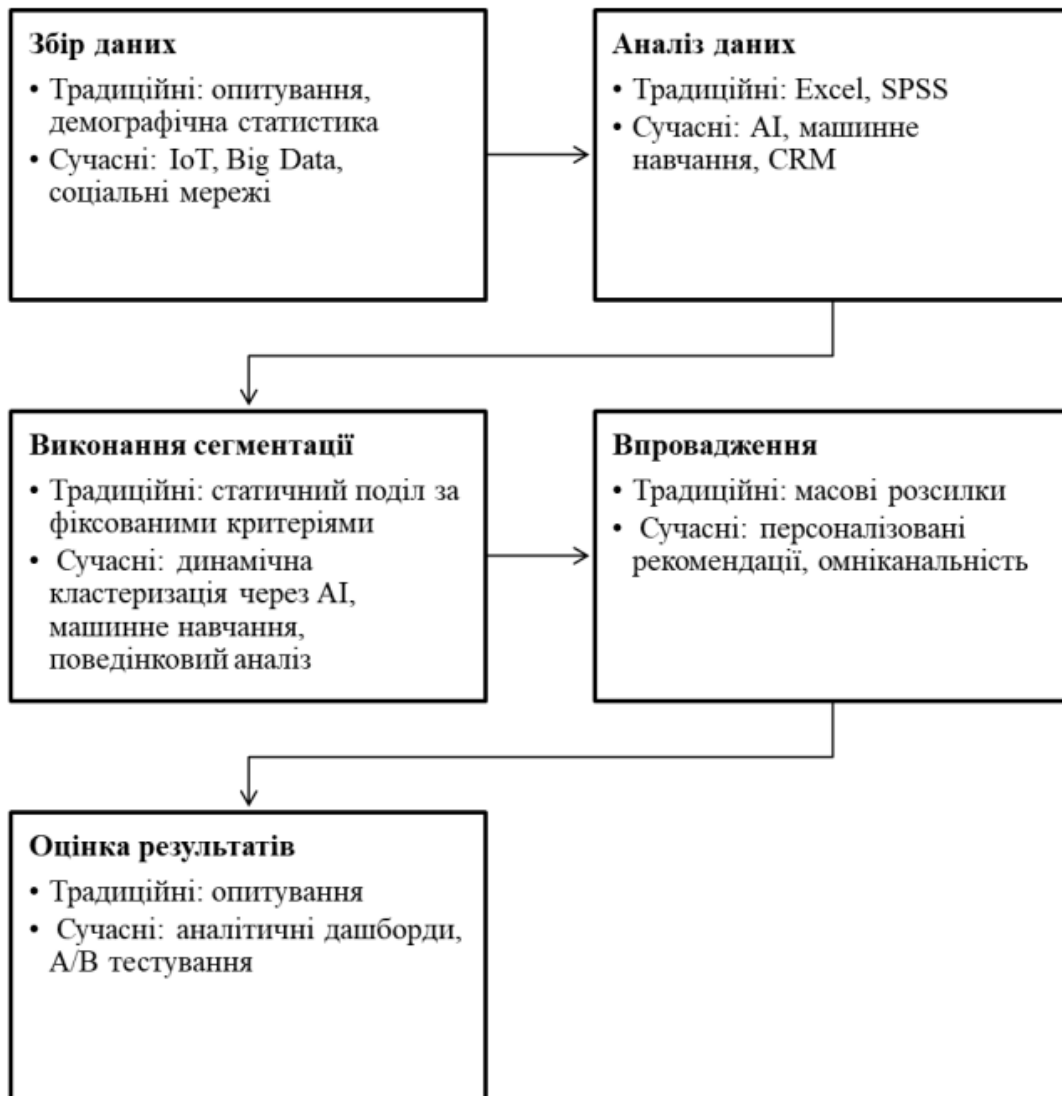 Збір даних
• Традиційні: опитування,
демографічна статистика
• Сучасні: IoT, Big Data,
соціальні мережі
Аналіз даних
• Традиційні: Excel, SPSS
• Сучасні: AI, машинне
навчання, CRM
Виконання сегментації
• Традиційні: статичний поділ за
фіксованими критеріями
• Сучасні: динамічна
кластеризація через AI,
машинне навчання,
поведінковий аналіз
Впровадження
• Традиційні: масові розсилки
• Сучасні: персоналізовані
рекомендації, омніканальність
Оцінка результатів
• Традиційні: опитування
• Сучасні: аналітичні дашборди,
A/B тестування